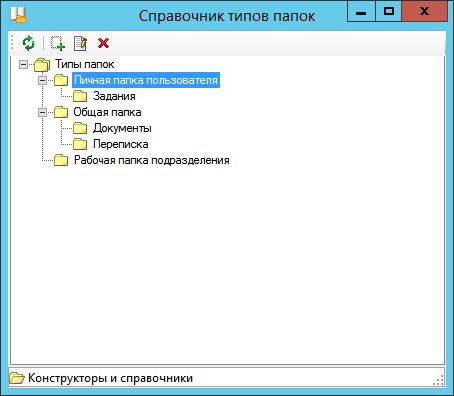 Справочник типов папок
Типы папок
Личная папка пользователя
Задания
Общая папка
Документы
Переписка
Рабочая папка подразделения
Конструкторы и справочники